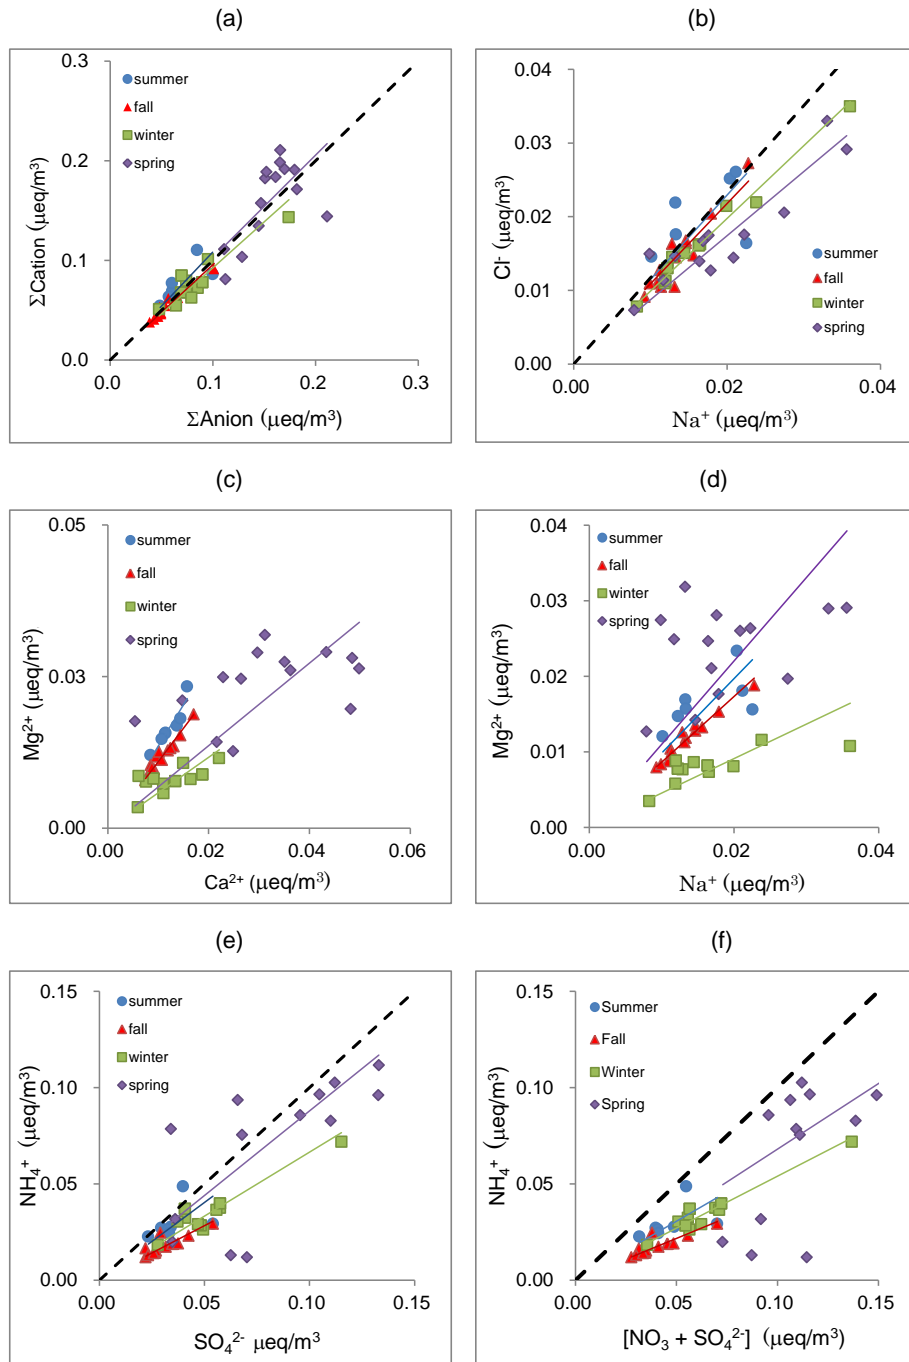 (a)
summer
fall
winter
spring
ΣCation (μeq/m³)
0.3
0.2
0.1
0.0
0.0 0.1 0.2 0.3
ΣAnion (μeq/m³)
(b)
summer
fall
winter
spring
Cl⁻ (μeq/m³)
0.04
0.03
0.02
0.01
0.00
0.00 0.02 0.04
Na⁺ (μeq/m³)
(c)
summer
fall
winter
spring
Mg²⁺ (μeq/m³)
0.05
0.03
0.00
0.00 0.02 0.04 0.06
Ca²⁺ (μeq/m³)
(d)
summer
fall
winter
spring
Mg²⁺ (μeq/m³)
0.04
0.03
0.02
0.01
0.00
0.00 0.02 0.04
Na⁺ (μeq/m³)
(e)
summer
fall
winter
spring
NH₄⁺ (μeq/m³)
0.15
0.10
0.05
0.00
0.00 0.05 0.10 0.15
SO₄²⁻ μeq/m³
(f)
Summer
Fall
Winter
Spring
NH₄⁺ (μeq/m³)
0.15
0.10
0.05
0.00
0.00 0.05 0.10 0.15
[NO₃ + SO₄²⁻] (μeq/m³)